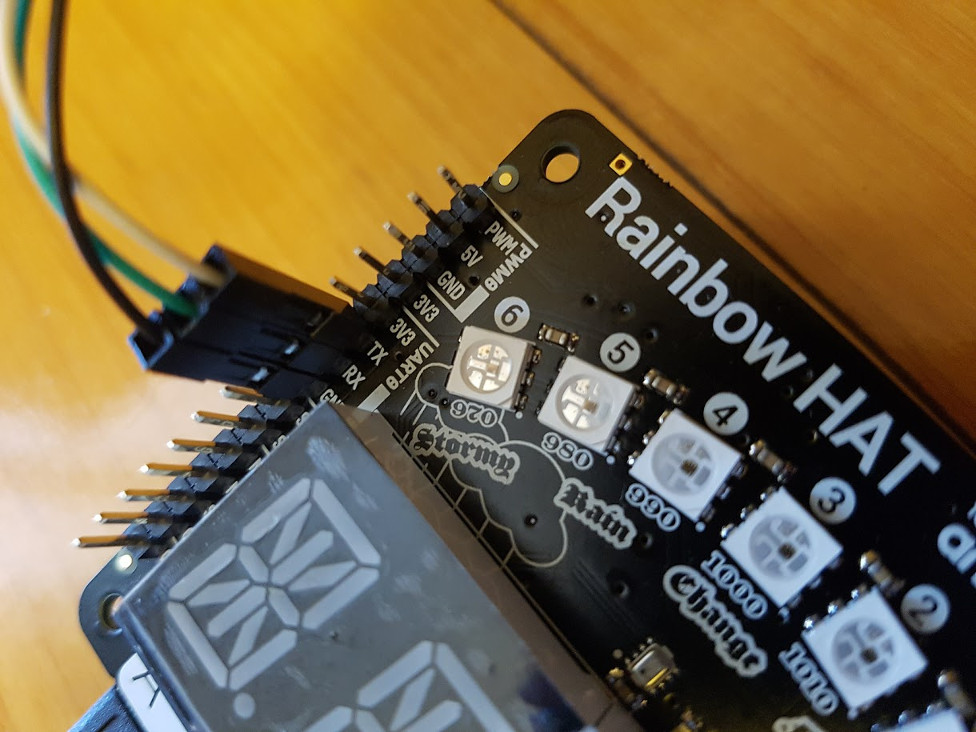 Rainbow HAT
PWM
PWM0
5V
GND
3V3
3V3
TX
UART0
RX
6
5
4
3
2
026
980
990
1000
1010
Stormy
Rain
Change